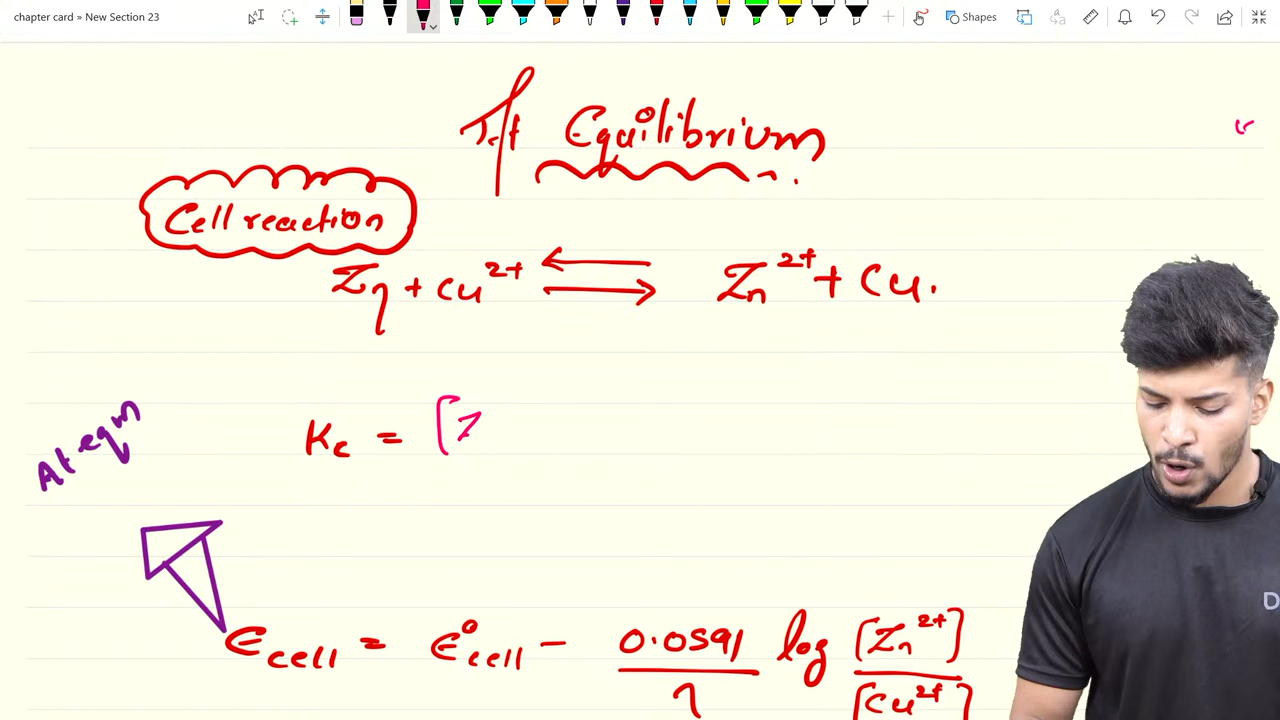 chapter card » New Section 23
Shapes
Equilibrium
Cell reaction
Zn + Cu²⁺ ⇌ Zn²⁺ + Cu.
At eqm
Kc = [Z
Ecell = E°cell - 0.0591/n log [Zn²⁺]/[Cu²⁺]
D